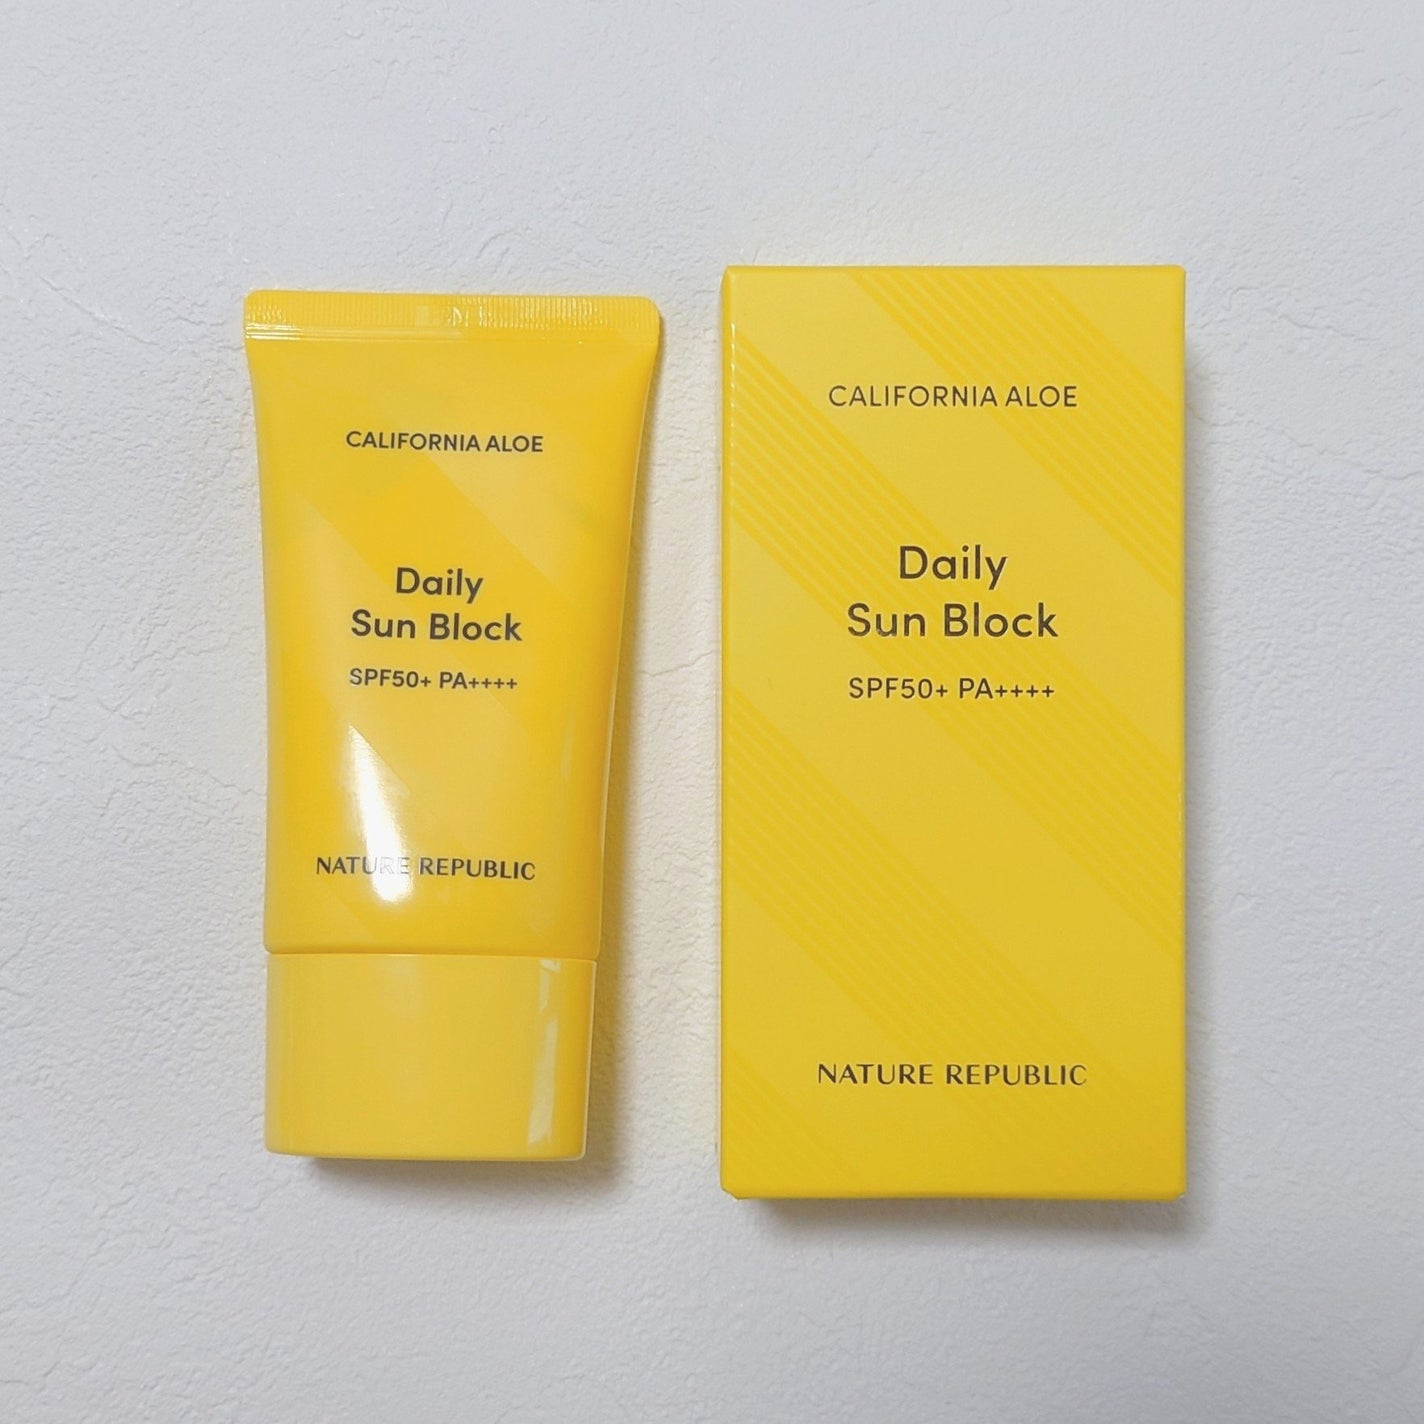 CALIFORNIA ALOE
Daily
Sun Block
SPF50+ PA++++
NATURE REPUBLIC
CALIFORNIA ALOE
Daily
Sun Block
SPF50+ PA++++
NATURE REPUBLIC